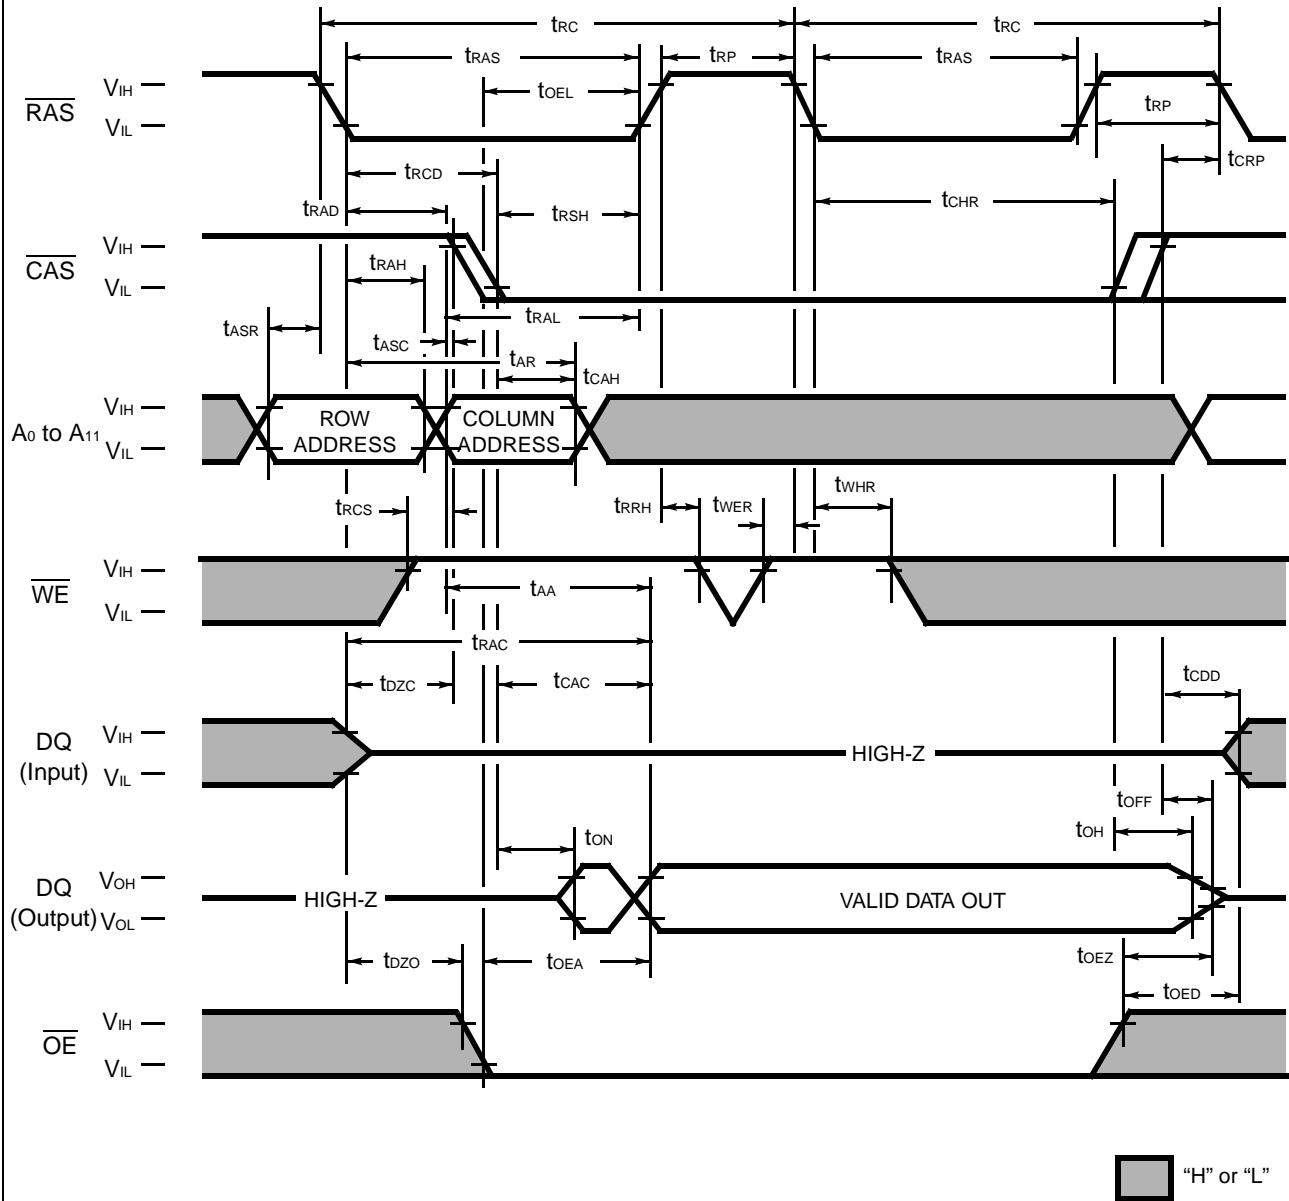 tRC
tRC
tRAS
tRP
tRAS
RAS
VIH
VIL
tOEL
tRP
tRCD
tCRP
tRAD
tRSH
tCHR
CAS
VIH
VIL
tRAH
tASR
tRAL
tASC
tAR
tCAH
A0 to A11
VIH
VIL
ROW
ADDRESS
COLUMN
ADDRESS
tRCS
tRRH
tWER
tWHR
WE
VIH
VIL
tAA
tRAC
tDZC
tCAC
tCDD
DQ
(Input)
VIH
VIL
HIGH-Z
tOFF
tON
tOH
DQ
(Output)
VOH
VOL
HIGH-Z
VALID DATA OUT
tDZO
tOEA
tOEZ
tOED
OE
VIH
VIL
“H” or “L”